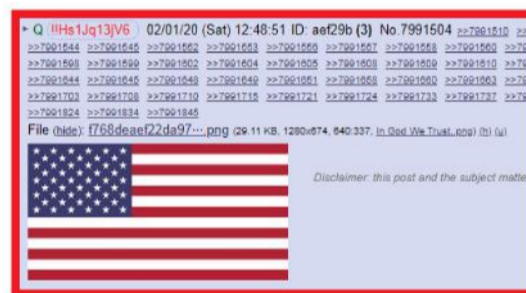 Q !!Hs1Jq13jV6 02/01/20 (Sat) 12:48:51 ID: aef29b (3) No.7991504 >>7991510
>>7991544 >>7991545 >>7991552 >>7991553 >>7991556 >>7991557 >>7991558 >>7991560
>>7991598 >>7991599 >>7991602 >>7991604 >>7991605 >>7991608 >>7991609 >>7991610
>>7991644 >>7991645 >>7991648 >>7991649 >>7991651 >>7991658 >>7991660 >>7991663
>>7991703 >>7991708 >>7991710 >>7991715 >>7991721 >>7991724 >>7991733 >>7991737
>>7991824 >>7991834 >>7991845
File (hide): f768deaef22da97···.png (29.11 KB, 1280x674, 640:337, In God We Trust..png) (h) (u)
Disclaimer: this post and the subject matte